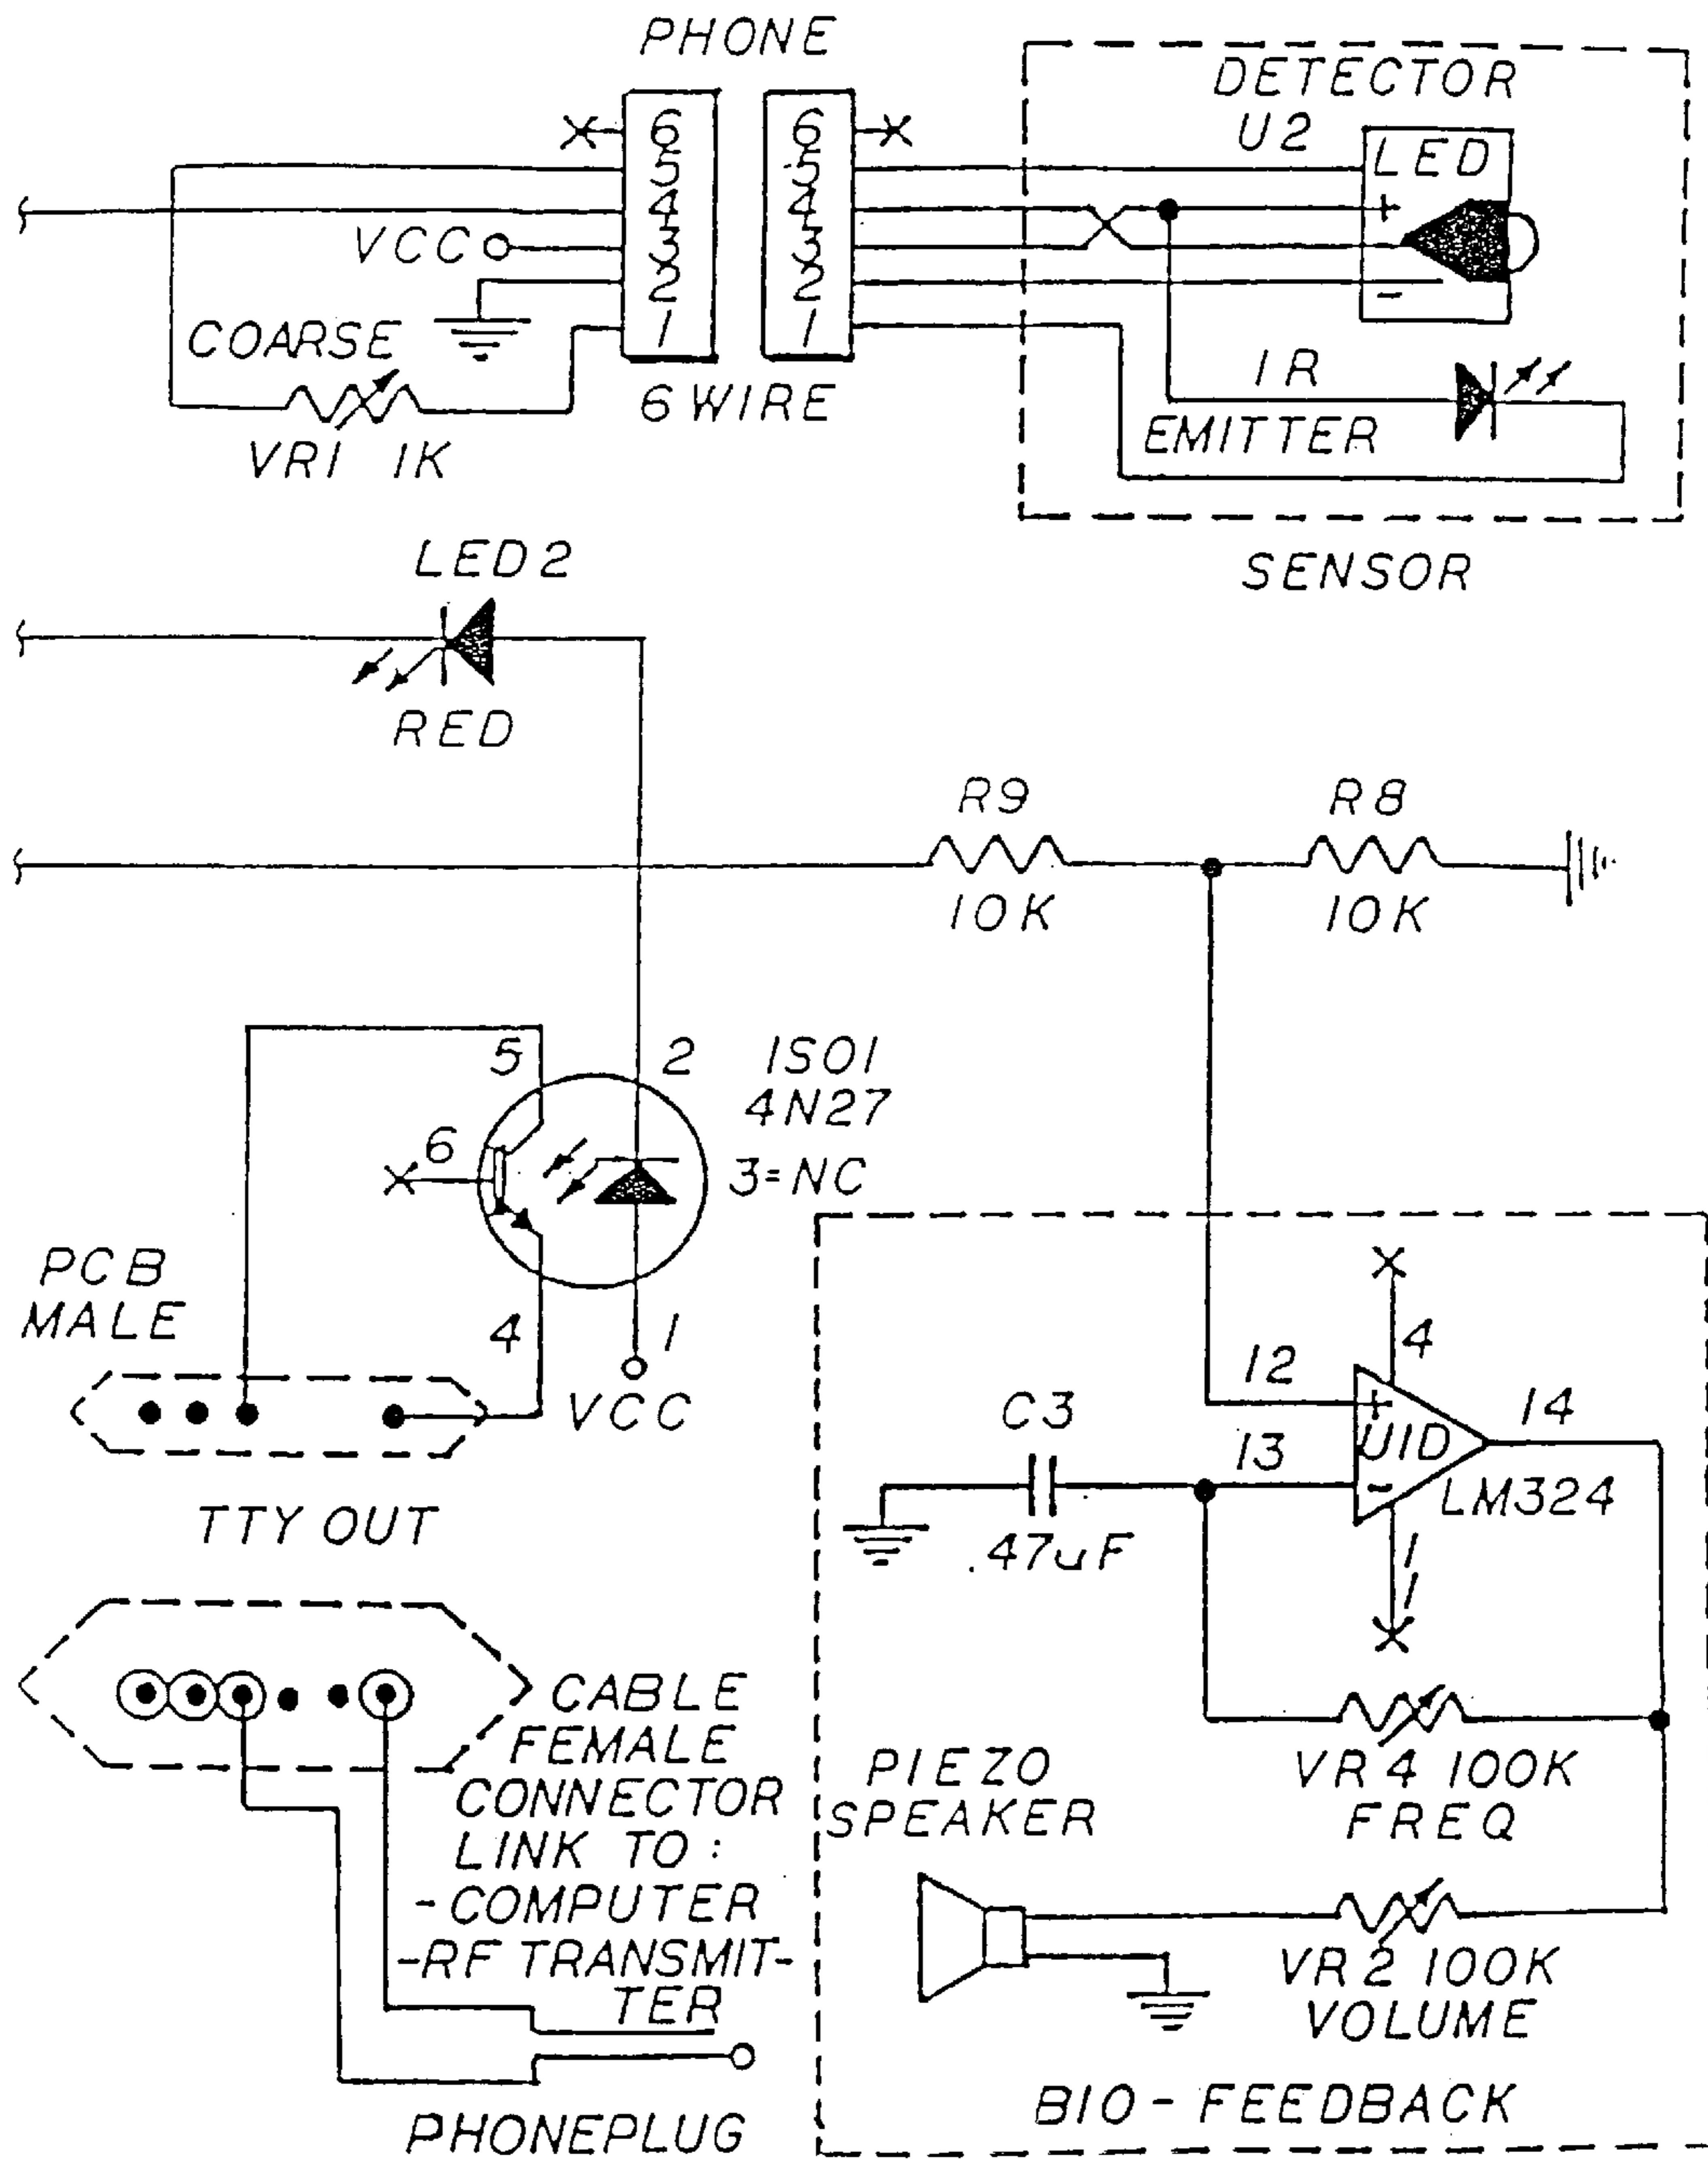 PHONE
DETECTOR
U2
LED
6
5
4
3
2
1
6
5
4
3
2
1
+
-
VCC
COARSE
VR1 1K
6 WIRE
IR
EMITTER
SENSOR
LED2
RED
R9
10K
R8
10K
5
2
ISO1
4N27
6
3=NC
4
1
VCC
PCB
MALE
TTY OUT
4
12
+
14
C3
13
U1D
-
LM324
.47uF
11
CABLE
FEMALE
CONNECTOR
LINK TO:
-COMPUTER
-RF TRANSMIT-
TER
PHONEPLUG
VR4 100K
FREQ
PIEZO
SPEAKER
VR2 100K
VOLUME
BIO-FEEDBACK